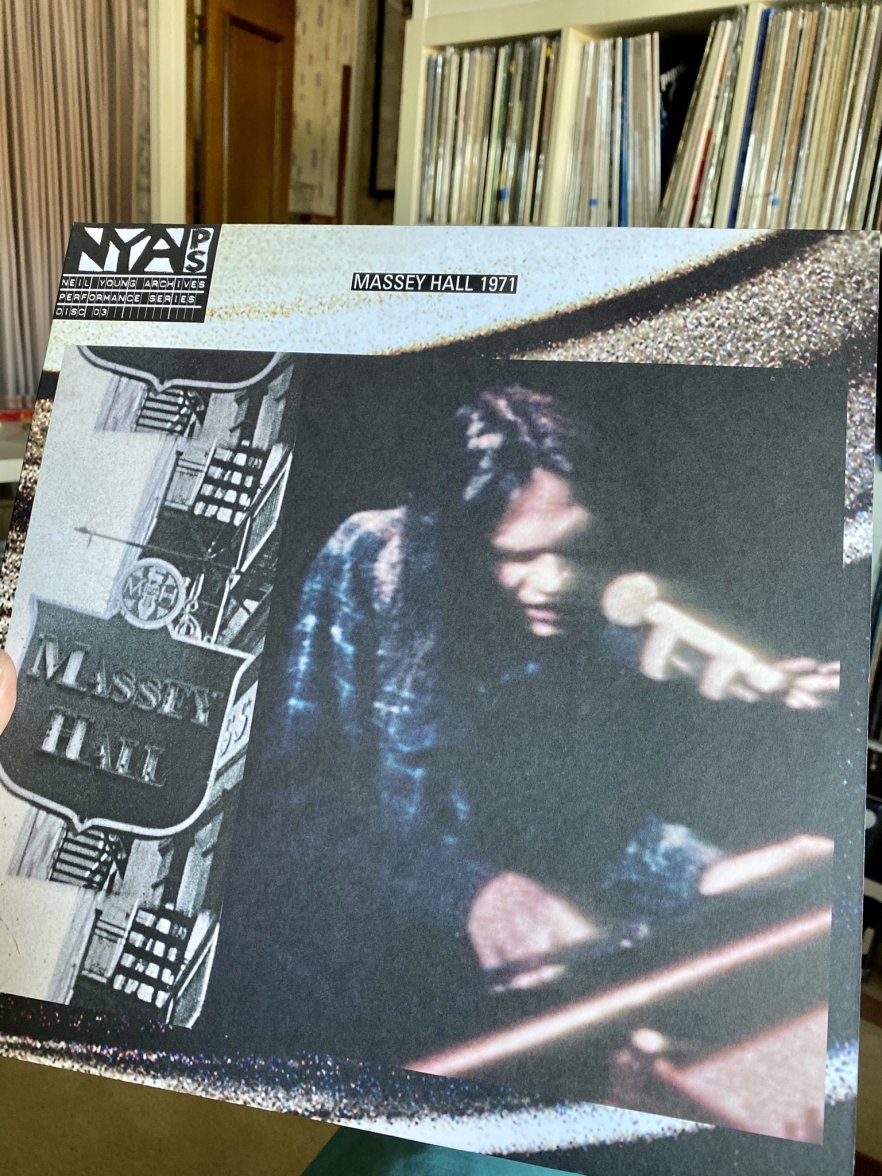 NYA PS
NEIL YOUNG ARCHIVES
PERFORMANCE SERIES
DISC 03
MASSEY HALL 1971
MH
MASSEY
HALL